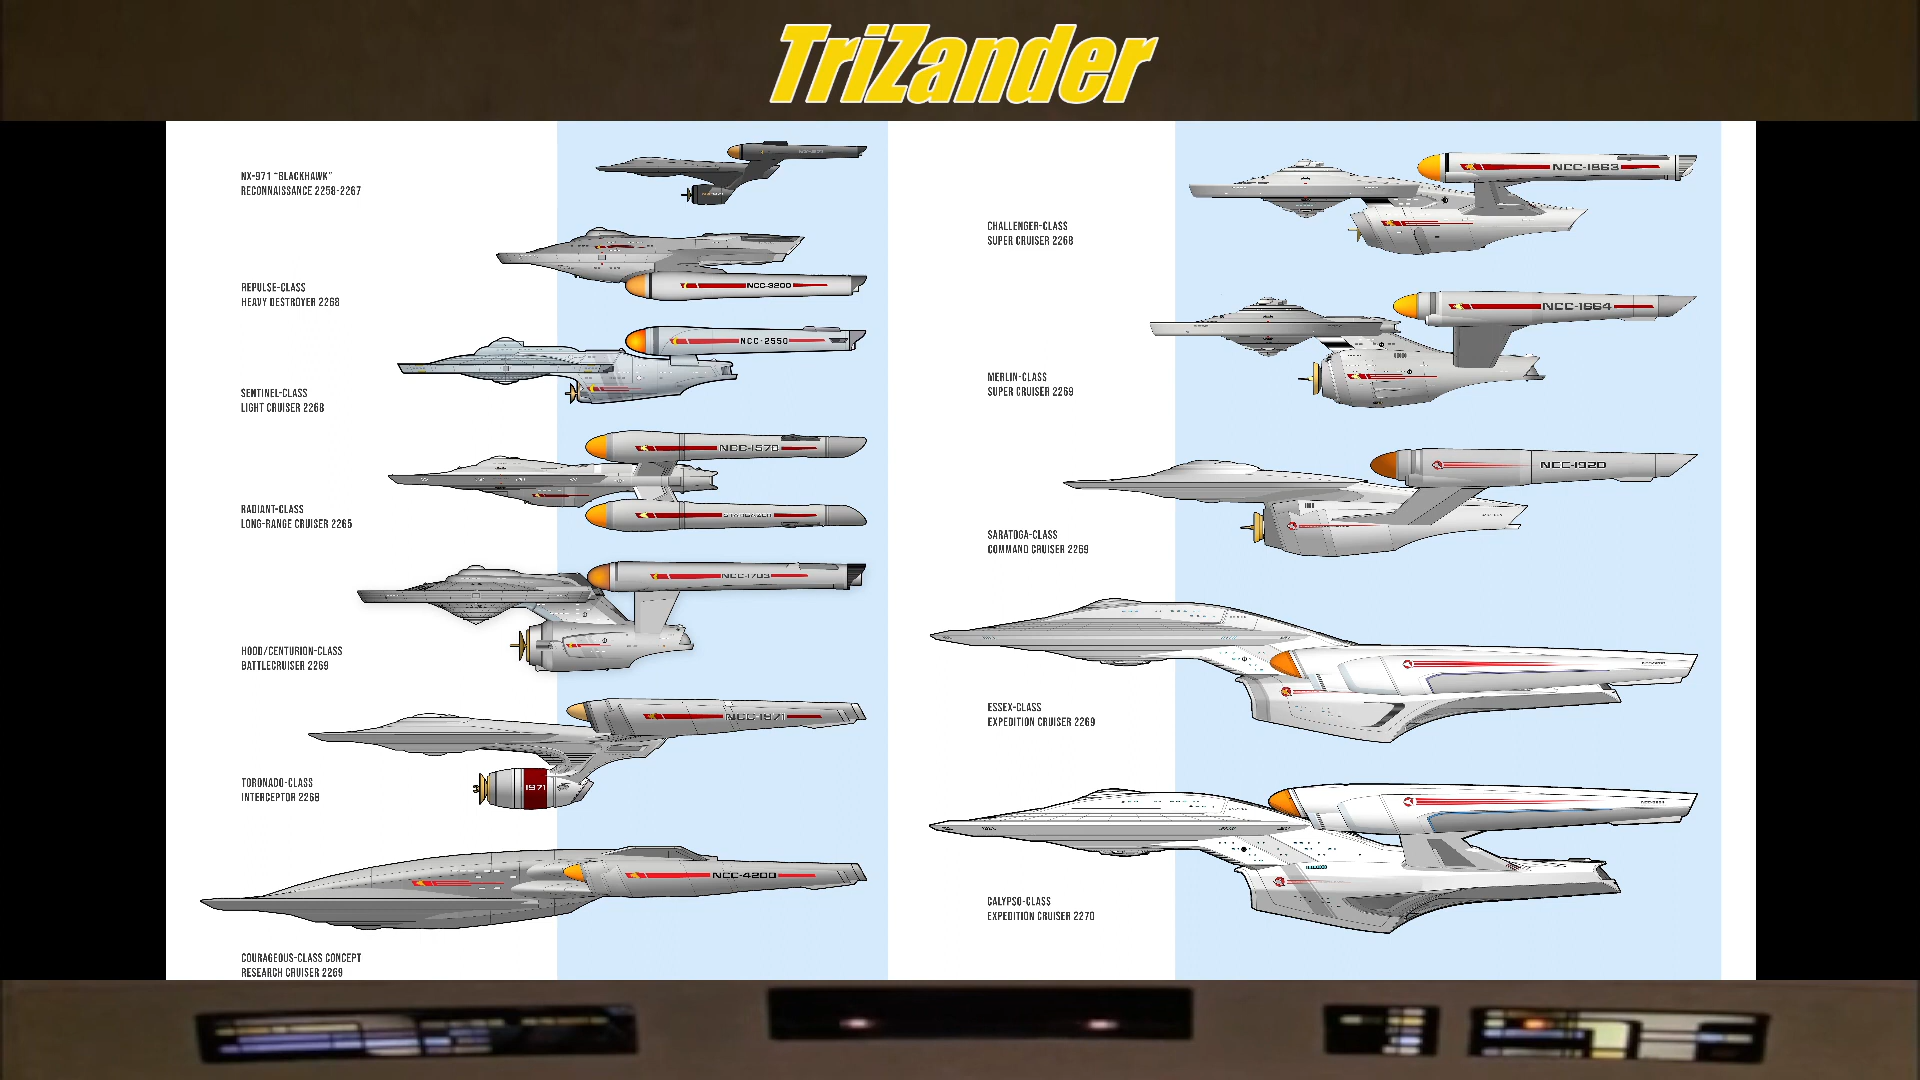 TriZander
NX-971 "BLACKHAWK"
RECONNAISSANCE 2258-2267
REPULSE-CLASS
HEAVY DESTROYER 2268
NCC-3200
SENTINEL-CLASS
LIGHT CRUISER 2268
NCC-2550
RADIANT-CLASS
LONG-RANGE CRUISER 2265
NCC-1570
HOOD/CENTURION-CLASS
BATTLECRUISER 2269
NCC-1703
TORONADO-CLASS
INTERCEPTOR 2268
NCC-1971
1971
COURAGEOUS-CLASS CONCEPT
RESEARCH CRUISER 2269
NCC-4200
CHALLENGER-CLASS
SUPER CRUISER 2268
NCC-1663
MERLIN-CLASS
SUPER CRUISER 2269
NCC-1664
SARATOGA-CLASS
COMMAND CRUISER 2269
NCC-1920
ESSEX-CLASS
EXPEDITION CRUISER 2269
CALYPSO-CLASS
EXPEDITION CRUISER 2270